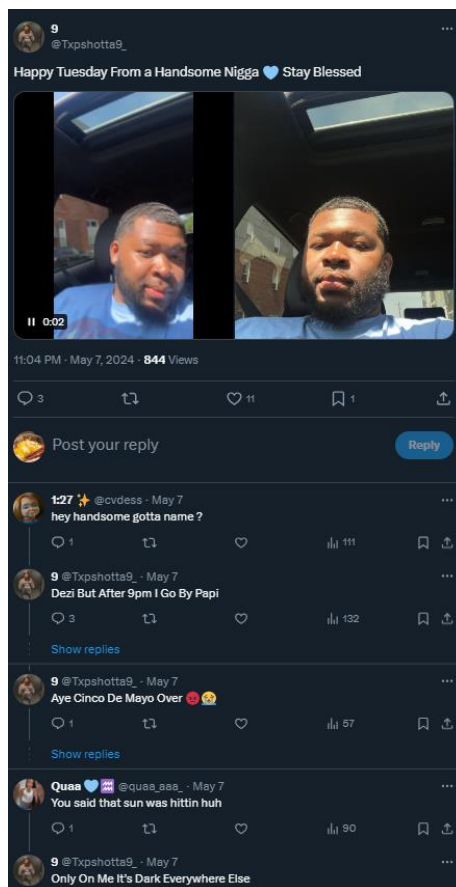 9
@Txpshotta9_
Happy Tuesday From a Handsome Nigga 🩵 Stay Blessed
0:02
11:04 PM · May 7, 2024 · 844 Views
3 11 1
Post your reply Reply
1:27 ✨ @cvdess · May 7
hey handsome gotta name ?
1 111
9 @Txpshotta9_ · May 7
Dezi But After 9pm I Go By Papi
3 132
Show replies
9 @Txpshotta9_ · May 7
Aye Cinco De Mayo Over 😡😭
1 57
Show replies
Quaa 🩵♒ @quaa_aaa_ · May 7
You said that sun was hittin huh
1 90
9 @Txpshotta9_ · May 7
Only On Me It's Dark Everywhere Else